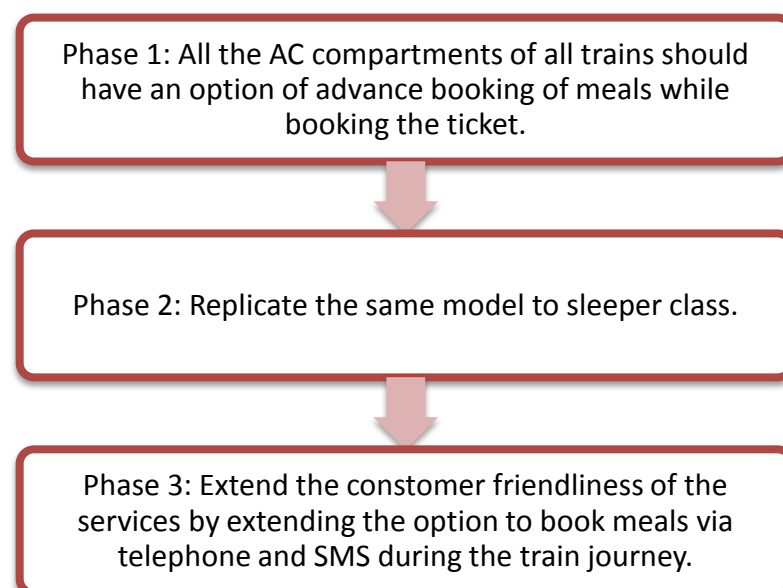 Phase 1: All the AC compartments of all trains should
have an option of advance booking of meals while
booking the ticket.
Phase 2: Replicate the same model to sleeper class.
Phase 3: Extend the constomer friendliness of the
services by extending the option to book meals via
telephone and SMS during the train journey.